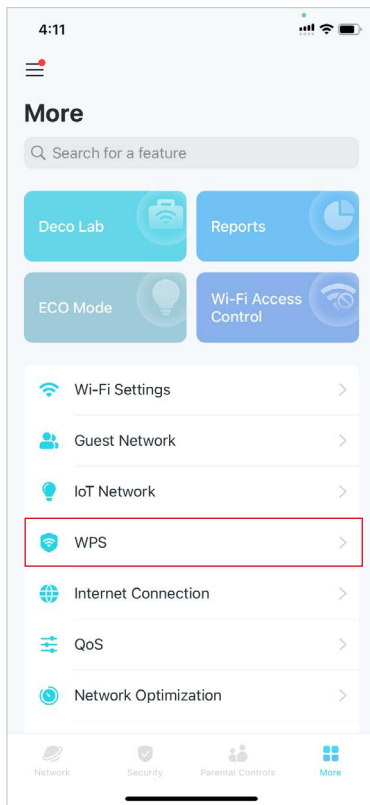 4:11
More
Search for a feature
Deco Lab
Reports
ECO Mode
Wi-Fi Access
Control
Wi-Fi Settings
Guest Network
IoT Network
WPS
Internet Connection
QoS
Network Optimization
Network
Security
Parental Controls
More